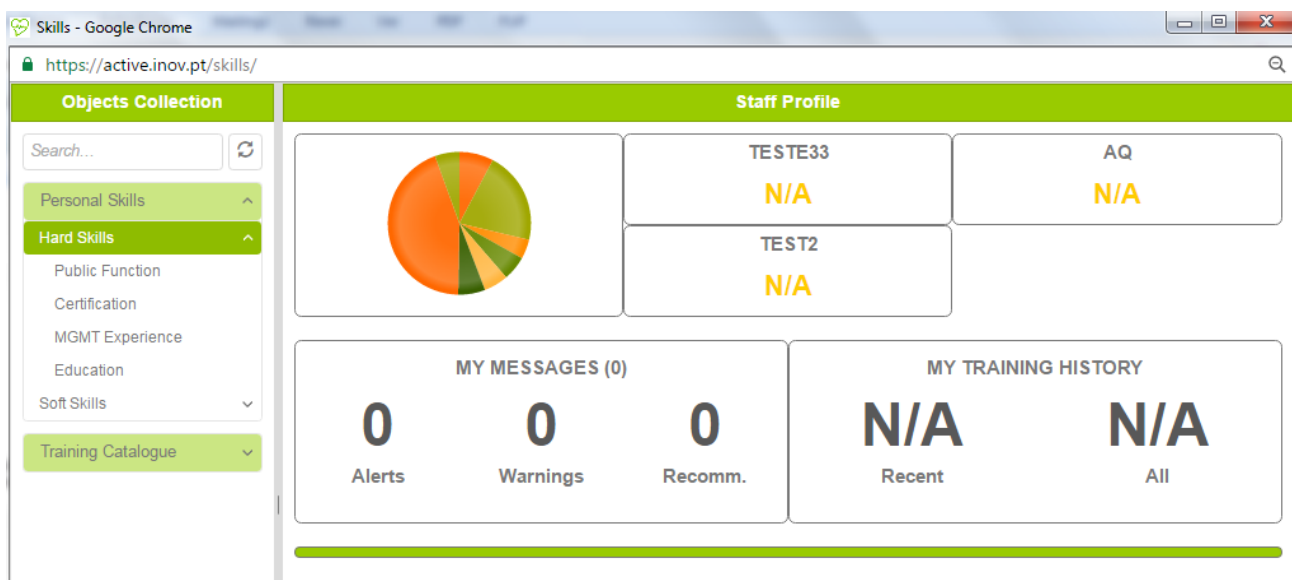 Skills - Google Chrome
https://active.inov.pt/skills/
Objects Collection
Staff Profile
Search...
Personal Skills
Hard Skills
Public Function
Certification
MGMT Experience
Education
Soft Skills
Training Catalogue
TESTE33
N/A
AQ
N/A
TEST2
N/A
MY MESSAGES (0)
0 0 0
Alerts Warnings Recomm.
MY TRAINING HISTORY
N/A N/A
Recent All